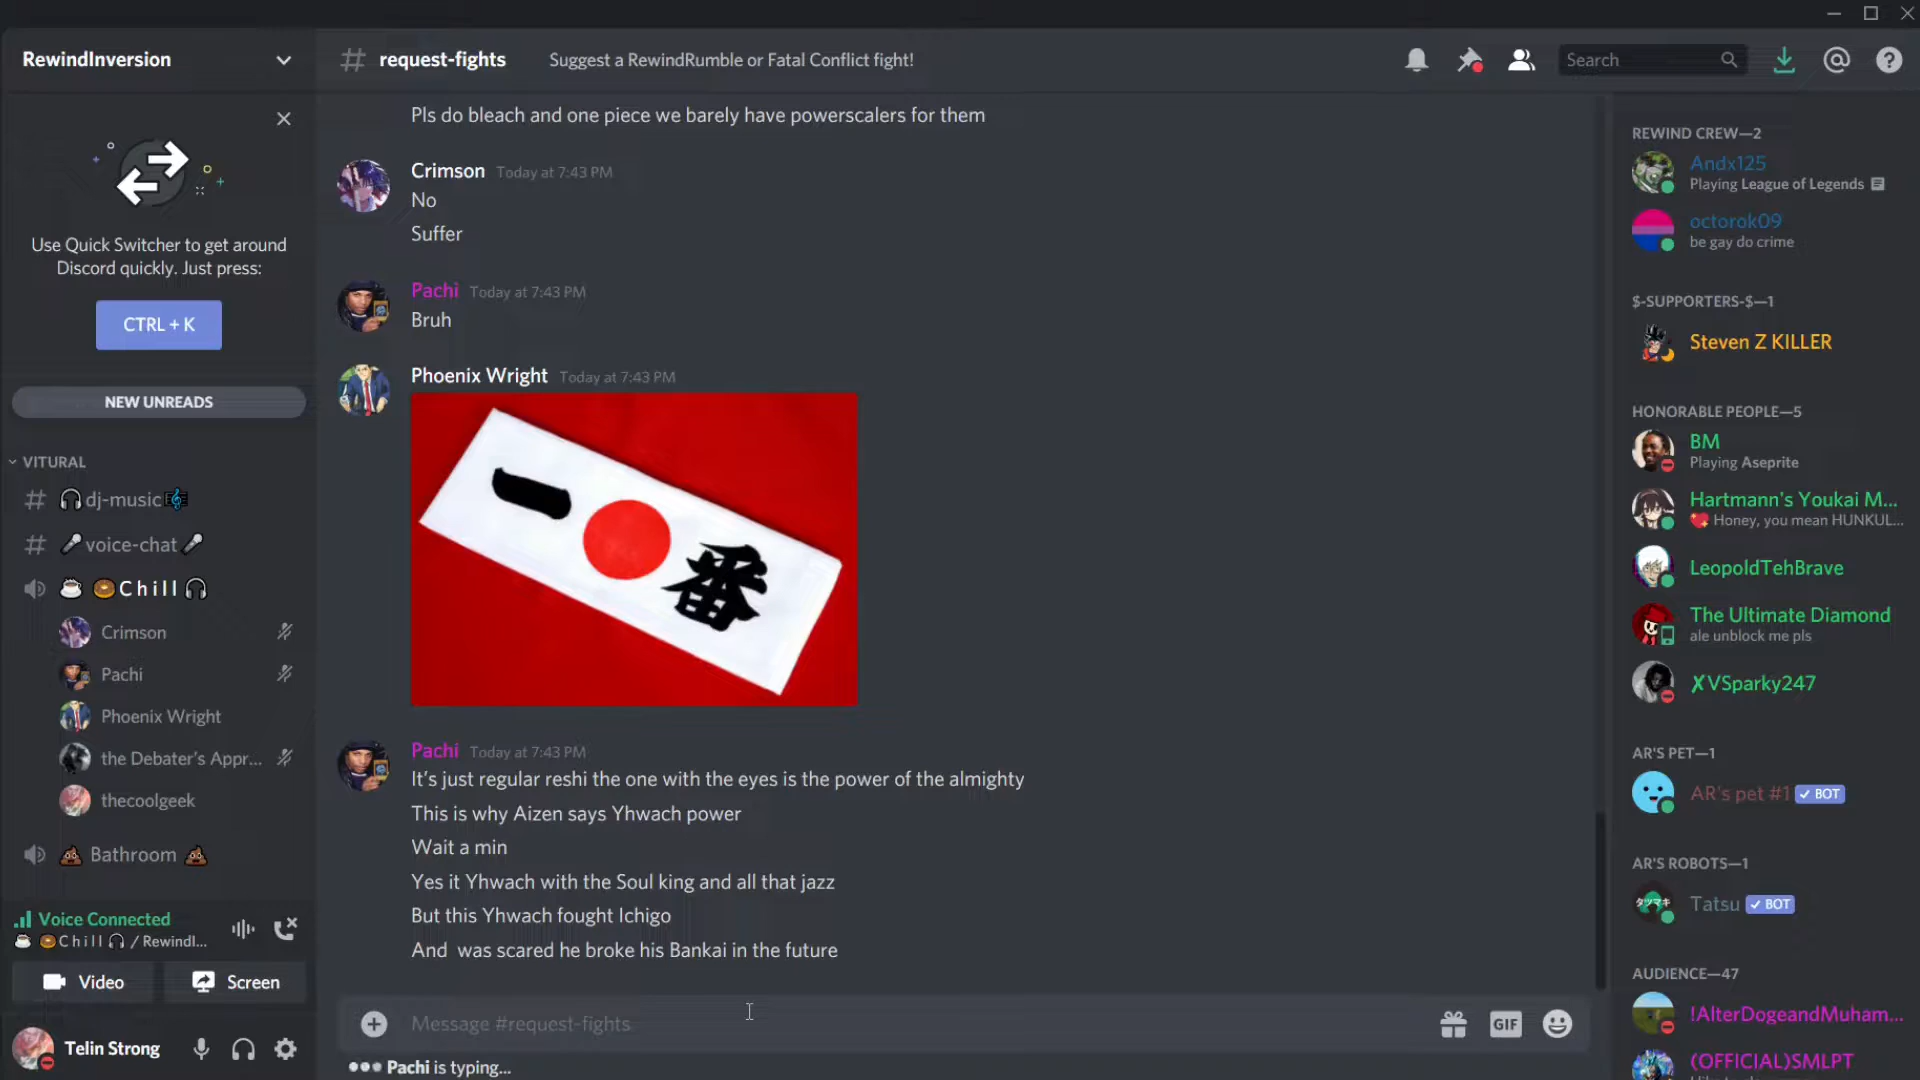 RewindInversion
Use Quick Switcher to get around
Discord quickly. Just press:
CTRL + K
NEW UNREADS
VITURAL
dj-music
voice-chat
Chill
Crimson
Pachi
Phoenix Wright
the Debater's Appr...
thecoolgeek
Bathroom
Voice Connected
Chill / RewindI...
Video
Screen
Telin Strong
# request-fights Suggest a RewindRumble or Fatal Conflict fight!
Search
Pls do bleach and one piece we barely have powerscalers for them
Crimson Today at 7:43 PM
No
Suffer
Pachi Today at 7:43 PM
Bruh
Phoenix Wright Today at 7:43 PM
一番
Pachi Today at 7:43 PM
It's just regular reshi the one with the eyes is the power of the almighty
This is why Aizen says Yhwach power
Wait a min
Yes it Yhwach with the Soul king and all that jazz
But this Yhwach fought Ichigo
And was scared he broke his Bankai in the future
Message #request-fights
GIF
Pachi is typing...
REWIND CREW—2
Andx125
Playing League of Legends
octorok09
be gay do crime
$-SUPPORTERS-$—1
Steven Z KILLER
HONORABLE PEOPLE—5
BM
Playing Aseprite
Hartmann's Youkai M...
Honey, you mean HUNKUL...
LeopoldTehBrave
The Ultimate Diamond
ale unblock me pls
✗VSparky247
AR'S PET—1
AR's pet #1 ✓ BOT
AR'S ROBOTS—1
タツマキ
Tatsu ✓ BOT
AUDIENCE—47
!AlterDogeandMuham...
(OFFICIAL)SMLPT